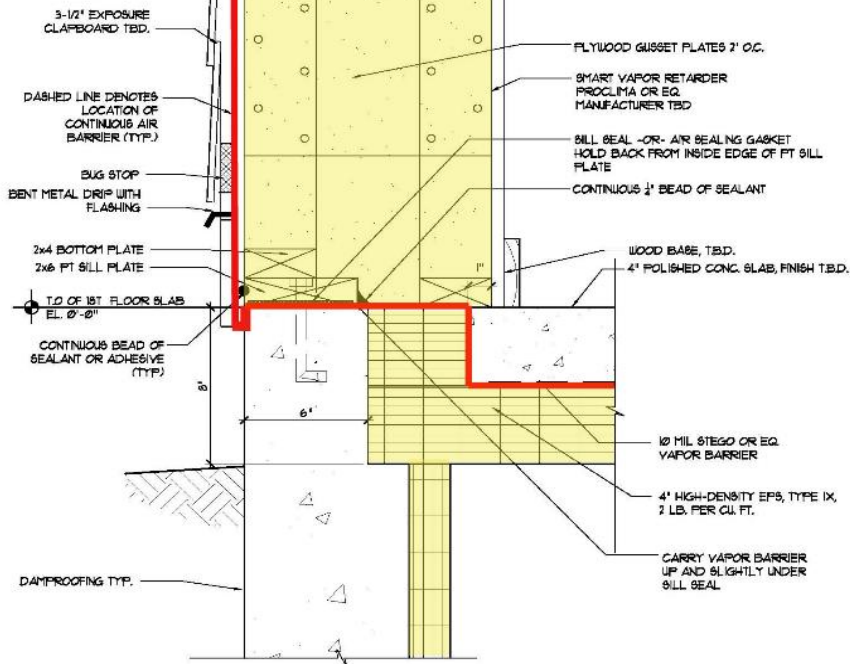 3-1/2" EXPOSURE
CLAPBOARD TBD.
DASHED LINE DENOTES
LOCATION OF
CONTINUOUS AIR
BARRIER (TYP.)
BUG STOP
BENT METAL DRIP WITH
FLASHING
2x4 BOTTOM PLATE
2x6 PT SILL PLATE
T.O OF 1ST FLOOR SLAB
EL. 0'-0"
CONTINUOUS BEAD OF
SEALANT OR ADHESIVE
(TYP.)
8"
6"
1"
DAMPROOFING TYP.
PLYWOOD GUSSET PLATES 2' O.C.
SMART VAPOR RETARDER
PROCLIMA OR EQ.
MANUFACTURER TBD
SILL SEAL -OR- AIR SEALING GASKET
HOLD BACK FROM INSIDE EDGE OF PT SILL
PLATE
CONTINUOUS ¼" BEAD OF SEALANT
WOOD BASE, T.B.D.
4" POLISHED CONC. SLAB, FINISH T.B.D.
10 MIL STEGO OR EQ.
VAPOR BARRIER
4" HIGH-DENSITY EPS, TYPE IX,
2 LB. PER CU. FT.
CARRY VAPOR BARRIER
UP AND SLIGHTLY UNDER
SILL SEAL